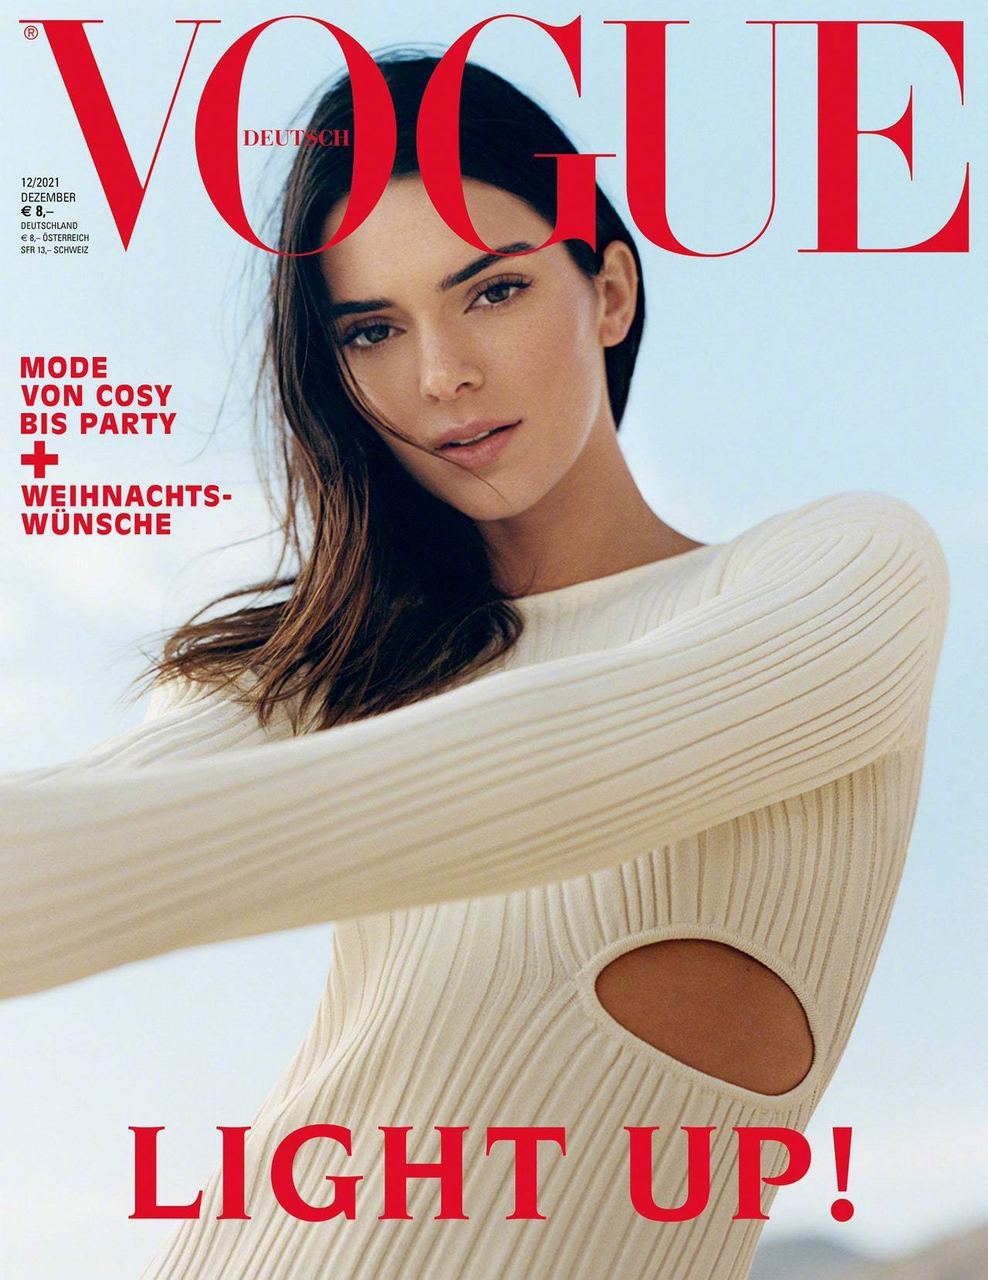 ®
VOGUE
DEUTSCH
12/2021
DEZEMBER
€ 8,–
DEUTSCHLAND
€ 8,– ÖSTERREICH
SFR 13,– SCHWEIZ
MODE
VON COSY
BIS PARTY
+
WEIHNACHTS-
WÜNSCHE
LIGHT UP!